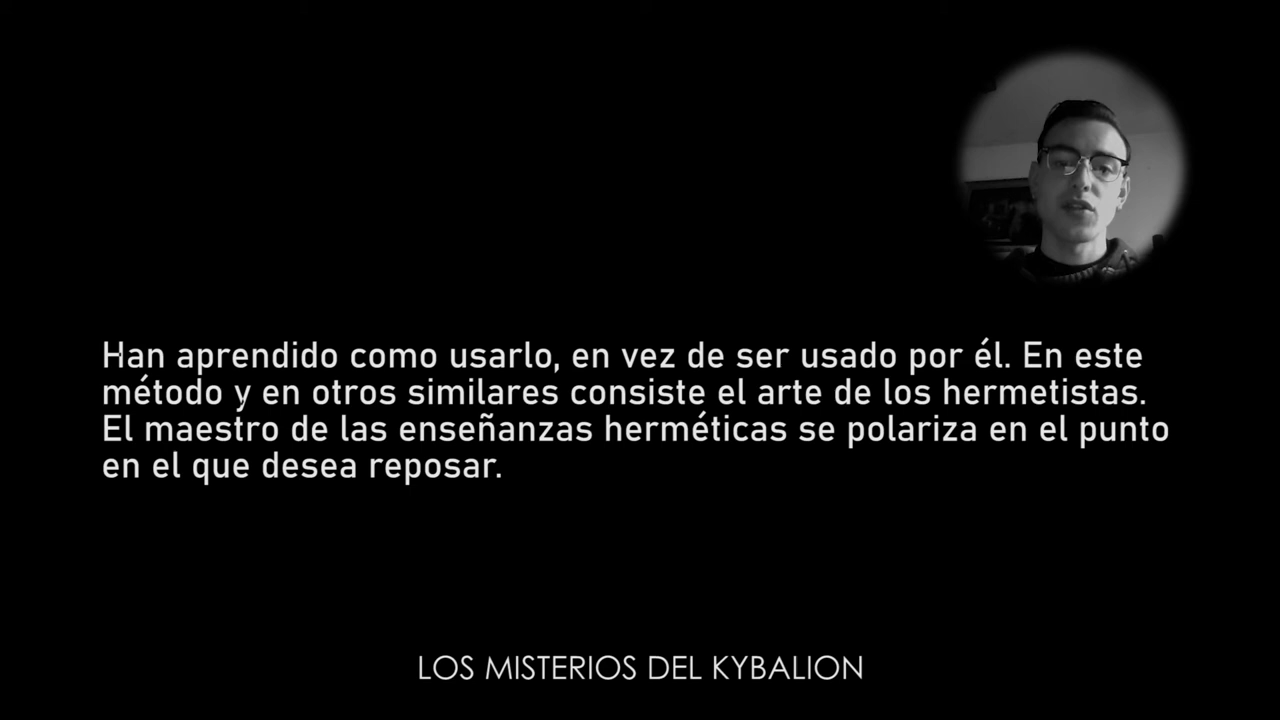 Han aprendido como usarlo, en vez de ser usado por él. En este
método y en otros similares consiste el arte de los hermetistas.
El maestro de las enseñanzas herméticas se polariza en el punto
en el que desea reposar.
LOS MISTERIOS DEL KYBALION